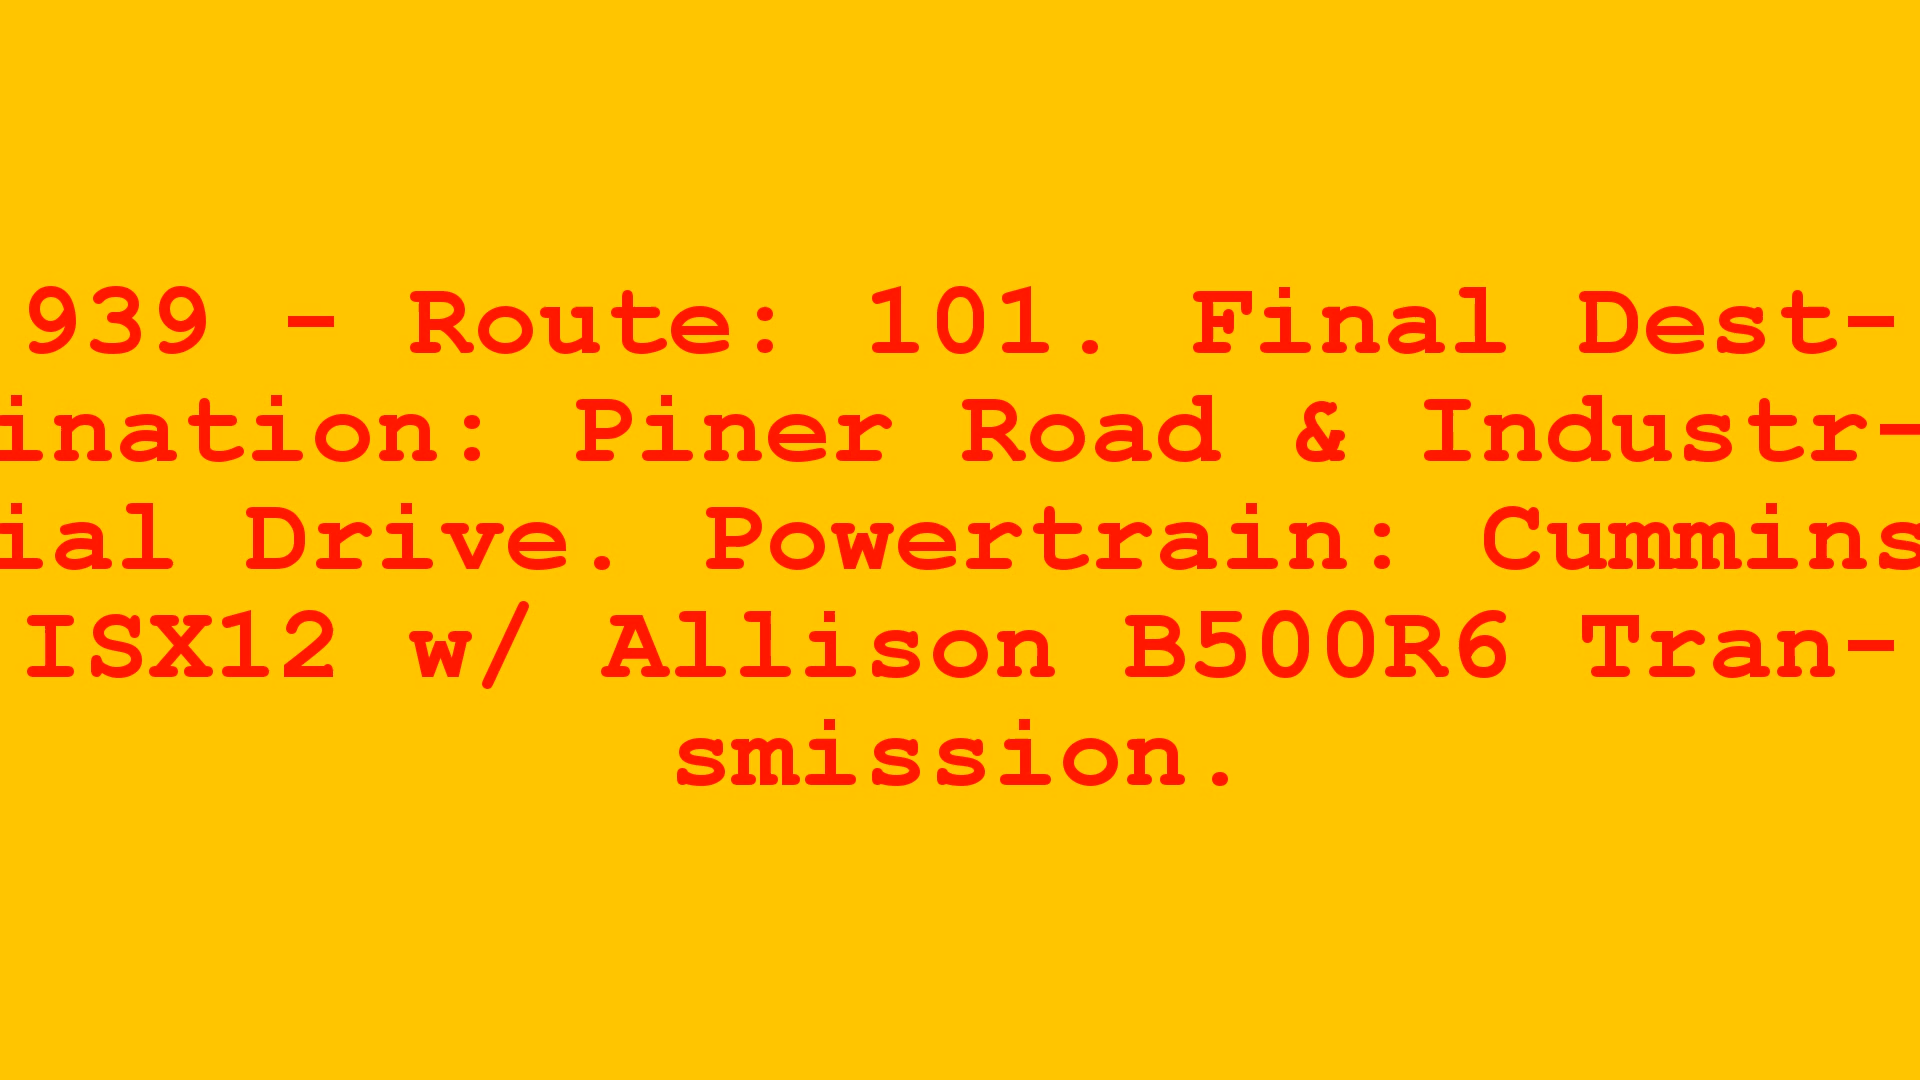 939 - Route: 101. Final Dest-
ination: Piner Road & Industr-
ial Drive. Powertrain: Cummins
ISX12 w/ Allison B500R6 Tran-
smission.